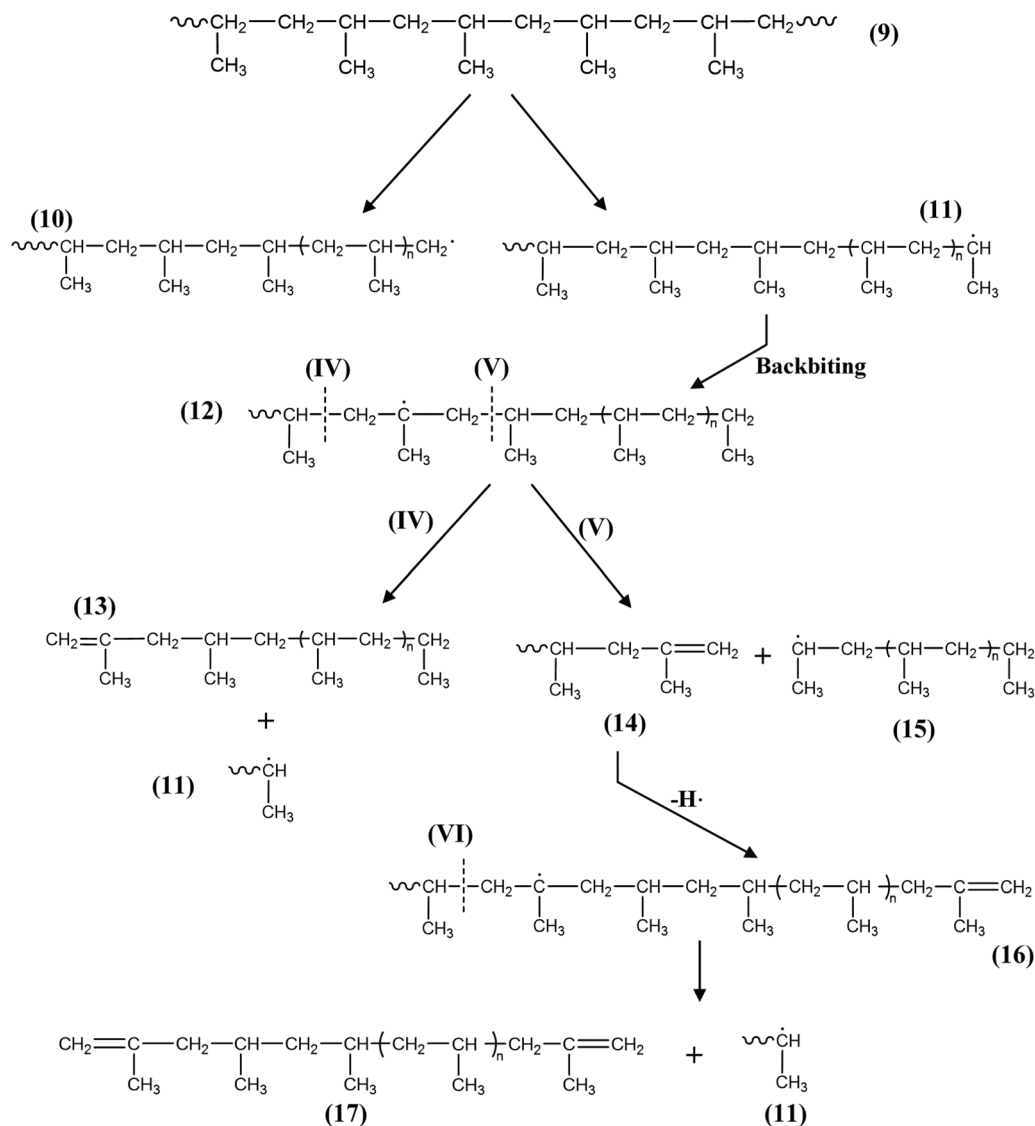 CH₂ CH₂ CH CH₂ CH CH₂ CH CH₂ CH CH₂ (9)
CH₃ CH₃ CH₃ CH₃ CH₃
(10) (11)
CH CH₂ CH CH₂ CH ( CH₂ CH )n CH₂· CH CH₂ CH CH₂ CH CH₂ ( CH CH₂ )n ĊH
CH₃ CH₃ CH₃ CH₃ CH₃ CH₃ CH₃ CH₃ CH₃
Backbiting
(IV) (V)
(12) CH CH₂ Ċ CH₂ CH CH₂ ( CH CH₂ )n CH₂
CH₃ CH₃ CH₃ CH₃ CH₃
(IV) (V)
(13)
CH₂ C CH₂ CH CH₂ ( CH CH₂ )n CH₂ CH CH₂ C CH₂ + ĊH CH₂ ( CH CH₂ )n CH₂
CH₃ CH₃ CH₃ CH₃ CH₃ CH₃ CH₃ CH₃ CH₃
+ (14) (15)
(11) ĊH
CH₃
-H·
(VI)
CH CH₂ Ċ CH₂ CH CH₂ CH ( CH₂ CH )n CH₂ C CH₂
CH₃ CH₃ CH₃ CH₃ CH₃ CH₃
(16)
CH₂ C CH₂ CH CH₂ CH ( CH₂ CH )n CH₂ C CH₂ + ĊH
CH₃ CH₃ CH₃ CH₃ CH₃ CH₃
(17) (11)